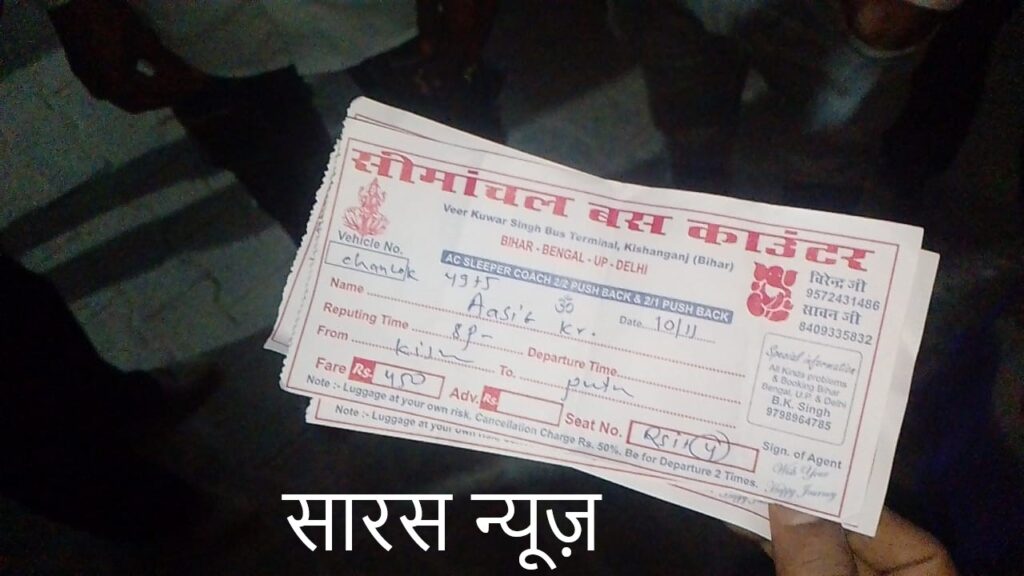 सीमांचल बस काउंटर
Veer Kuwar Singh Bus Terminal, Kishanganj (Bihar)
BIHAR - BENGAL - UP - DELHI
AC SLEEPER COACH 2/2 PUSH BACK & 2/1 PUSH BACK
विरेन्द्र जी
9572431486
सावन जी
8409335832
Vehicle No.
49+5
ॐ
Date 10/11
Name Aasif Kr.
Reputing Time 8P- Departure Time
From To.
Fare Rs. 450 Adv. Rs. Seat No.
Special information
All Kinds problems
& Booking Bihar
Bengal, U.P. & Delhi
B.K. Singh
9798964785
Note :- Luggage at your own risk. Cancellation Charge Rs. 50%. Be for Departure 2 Times.
Sign. of Agent
Wish You
Happy Journey
Note :- Luggage at your own
सारस न्यूज़